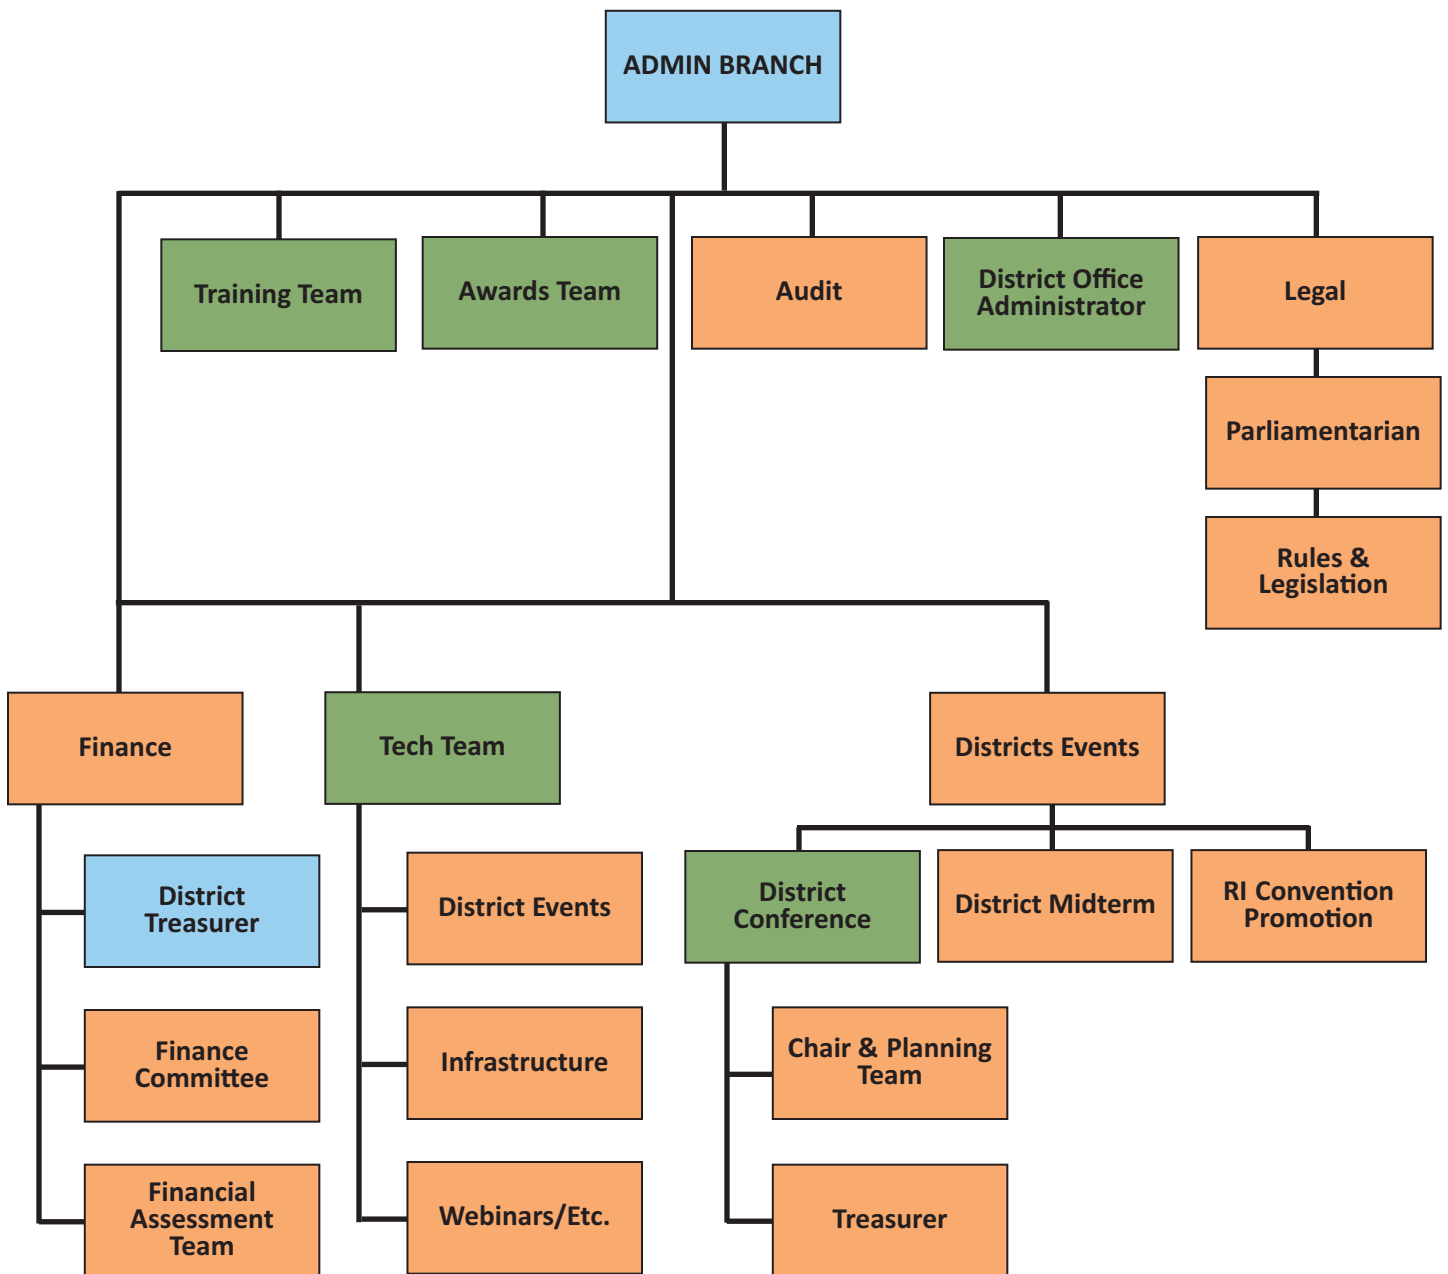 ADMIN BRANCH
Training Team
Awards Team
Audit
District Office
Administrator
Legal
Parliamentarian
Rules &
Legislation
Finance
Tech Team
Districts Events
District
Treasurer
Finance
Committee
Financial
Assessment
Team
District Events
Infrastructure
Webinars/Etc.
District
Conference
District Midterm
RI Convention
Promotion
Chair & Planning
Team
Treasurer